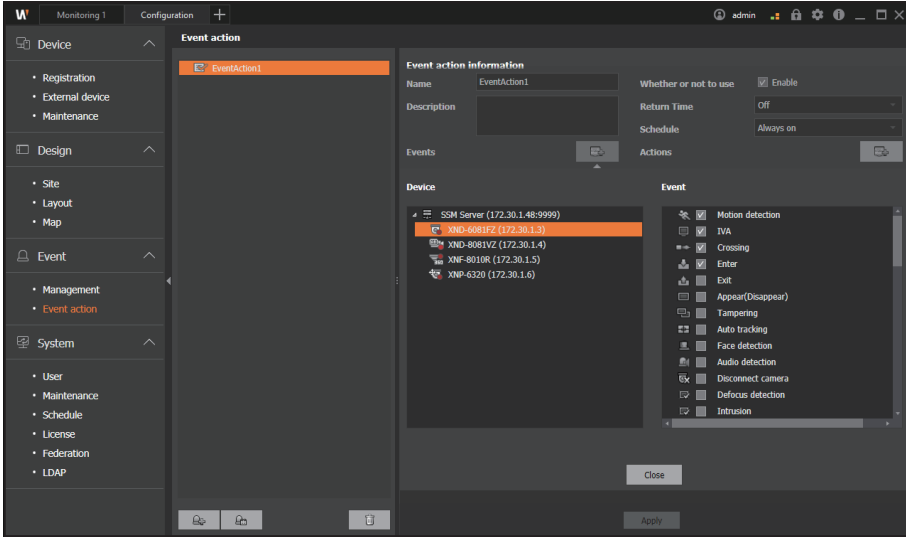 W Monitoring 1 Configuration + admin
Device
• Registration
• External device
• Maintenance
Design
• Site
• Layout
• Map
Event
• Management
• Event action
System
• User
• Maintenance
• Schedule
• License
• Federation
• LDAP
Event action
EventAction1
Event action information
Name EventAction1 Whether or not to use Enable
Description Return Time Off
Schedule Always on
Events Actions
Device
SSM Server (172.30.1.48:9999)
XND-6081FZ (172.30.1.3)
XND-8081VZ (172.30.1.4)
XNF-8010R (172.30.1.5)
XNP-6320 (172.30.1.6)
Event
Motion detection
IVA
Crossing
Enter
Exit
Appear(Disappear)
Tampering
Auto tracking
Face detection
Audio detection
Disconnect camera
Defocus detection
Intrusion
Close
Apply